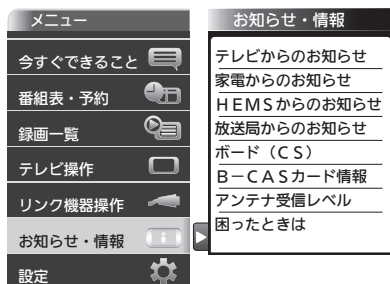 メニュー
今すぐできること
番組表・予約
録画一覧
テレビ操作
リンク機器操作
お知らせ・情報
設定
お知らせ・情報
テレビからのお知らせ
家電からのお知らせ
ＨＥＭＳからのお知らせ
放送局からのお知らせ
ボード（ＣＳ）
Ｂ－ＣＡＳカード情報
アンテナ受信レベル
困ったときは